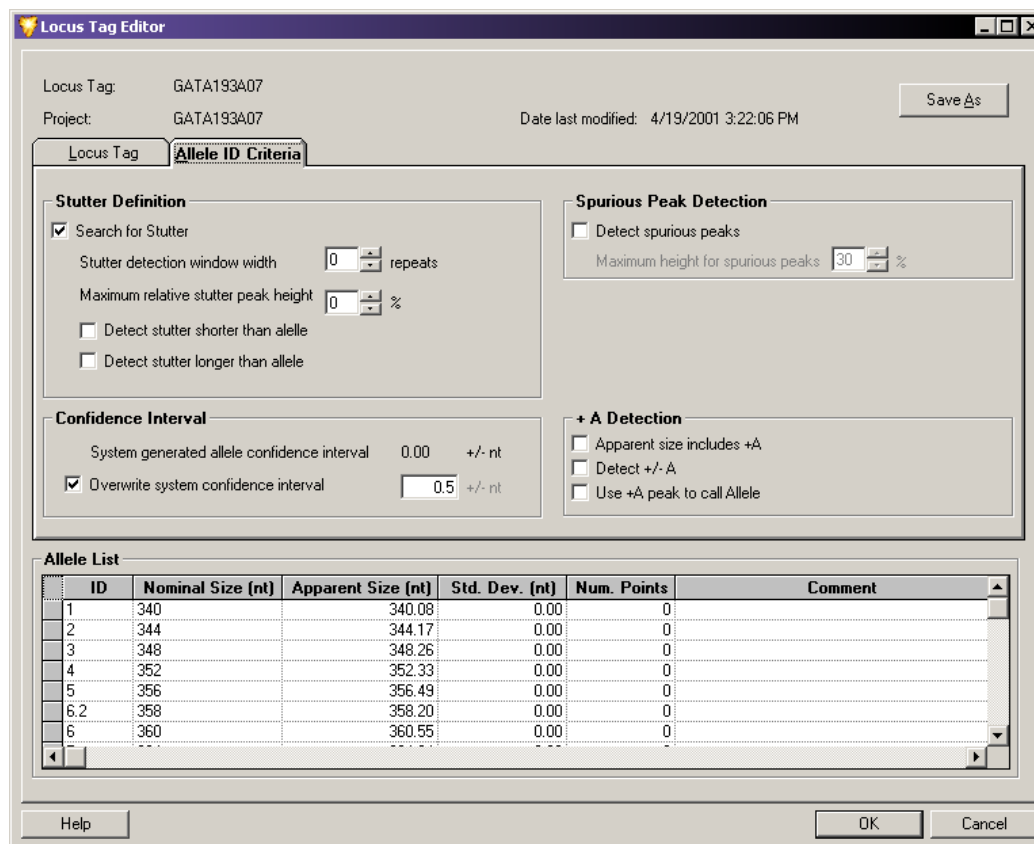 Locus Tag Editor
Locus Tag: GATA193A07
Save As
Project: GATA193A07 Date last modified: 4/19/2001 3:22:06 PM
Locus Tag Allele ID Criteria
Stutter Definition
Search for Stutter
Stutter detection window width 0 repeats
Maximum relative stutter peak height 0 %
Detect stutter shorter than alelle
Detect stutter longer than allele
Spurious Peak Detection
Detect spurious peaks
Maximum height for spurious peaks 30 %
Confidence Interval
System generated allele confidence interval 0.00 +/- nt
Overwrite system confidence interval 0.5 +/- nt
+ A Detection
Apparent size includes +A
Detect +/- A
Use +A peak to call Allele
Allele List
ID Nominal Size (nt) Apparent Size (nt) Std. Dev. (nt) Num. Points Comment
1 340 340.08 0.00 0
2 344 344.17 0.00 0
3 348 348.26 0.00 0
4 352 352.33 0.00 0
5 356 356.49 0.00 0
6.2 358 358.20 0.00 0
6 360 360.55 0.00 0
Help OK Cancel